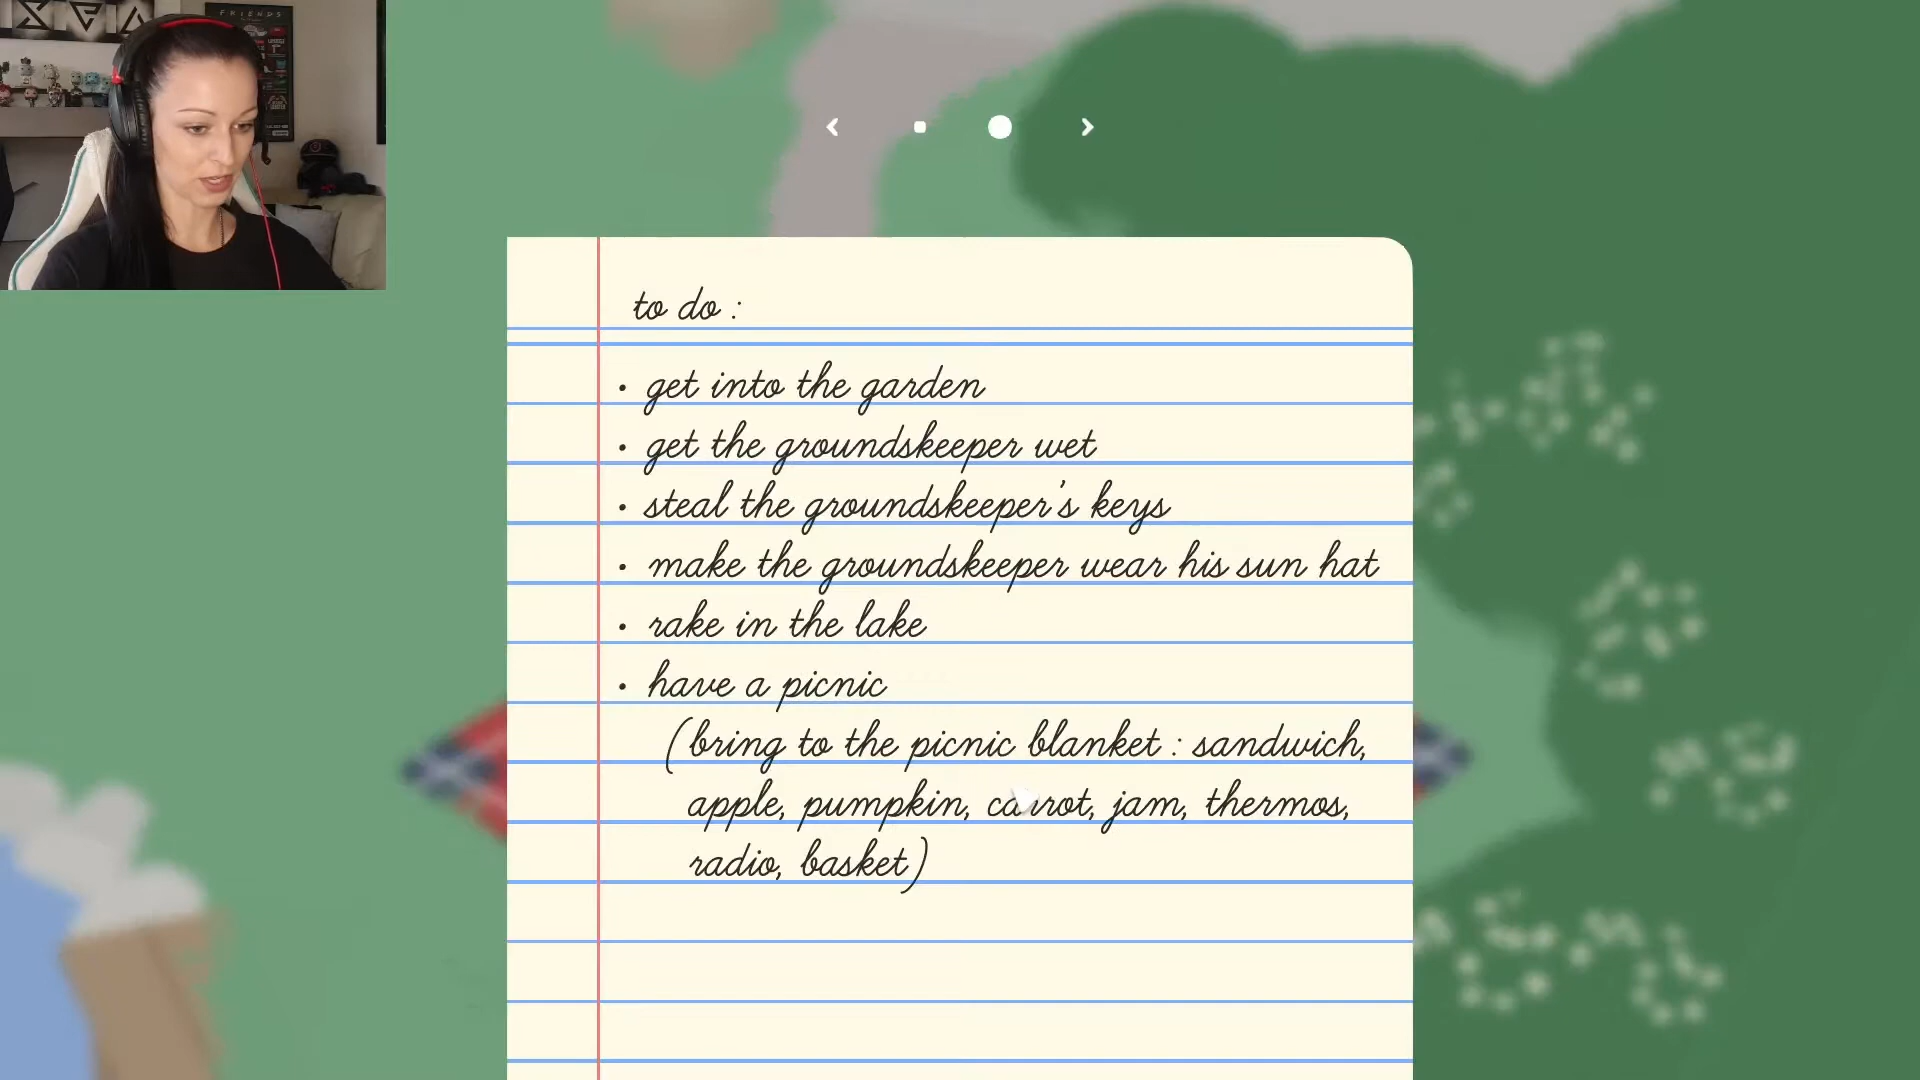 FRIENDS
to do :
• get into the garden
• get the groundskeeper wet
• steal the groundskeeper's keys
• make the groundskeeper wear his sun hat
• rake in the lake
• have a picnic
(bring to the picnic blanket : sandwich,
apple, pumpkin, carrot, jam, thermos,
radio, basket)